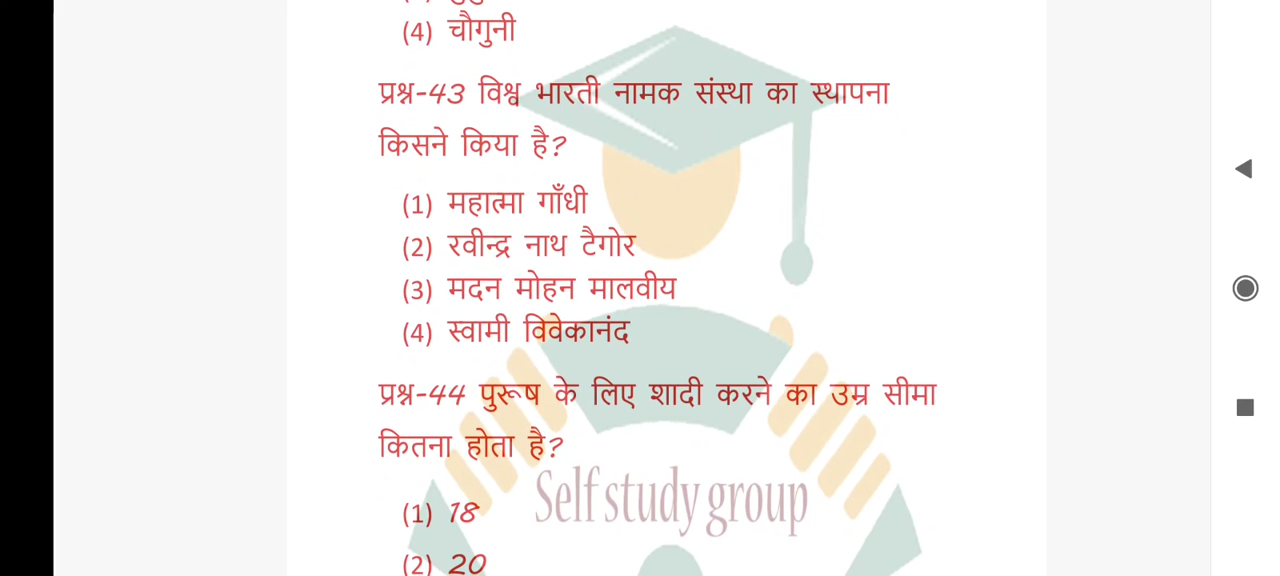 (4) चौगुनी
प्रश्न-43 विश्व भारती नामक संस्था का स्थापना
किसने किया है?
(1) महात्मा गाँधी
(2) रवीन्द्र नाथ टैगोर
(3) मदन मोहन मालवीय
(4) स्वामी विवेकानंद
प्रश्न-44 पुरूष के लिए शादी करने का उम्र सीमा
कितना होता है?
Self study group
(1) 18
(2) 20